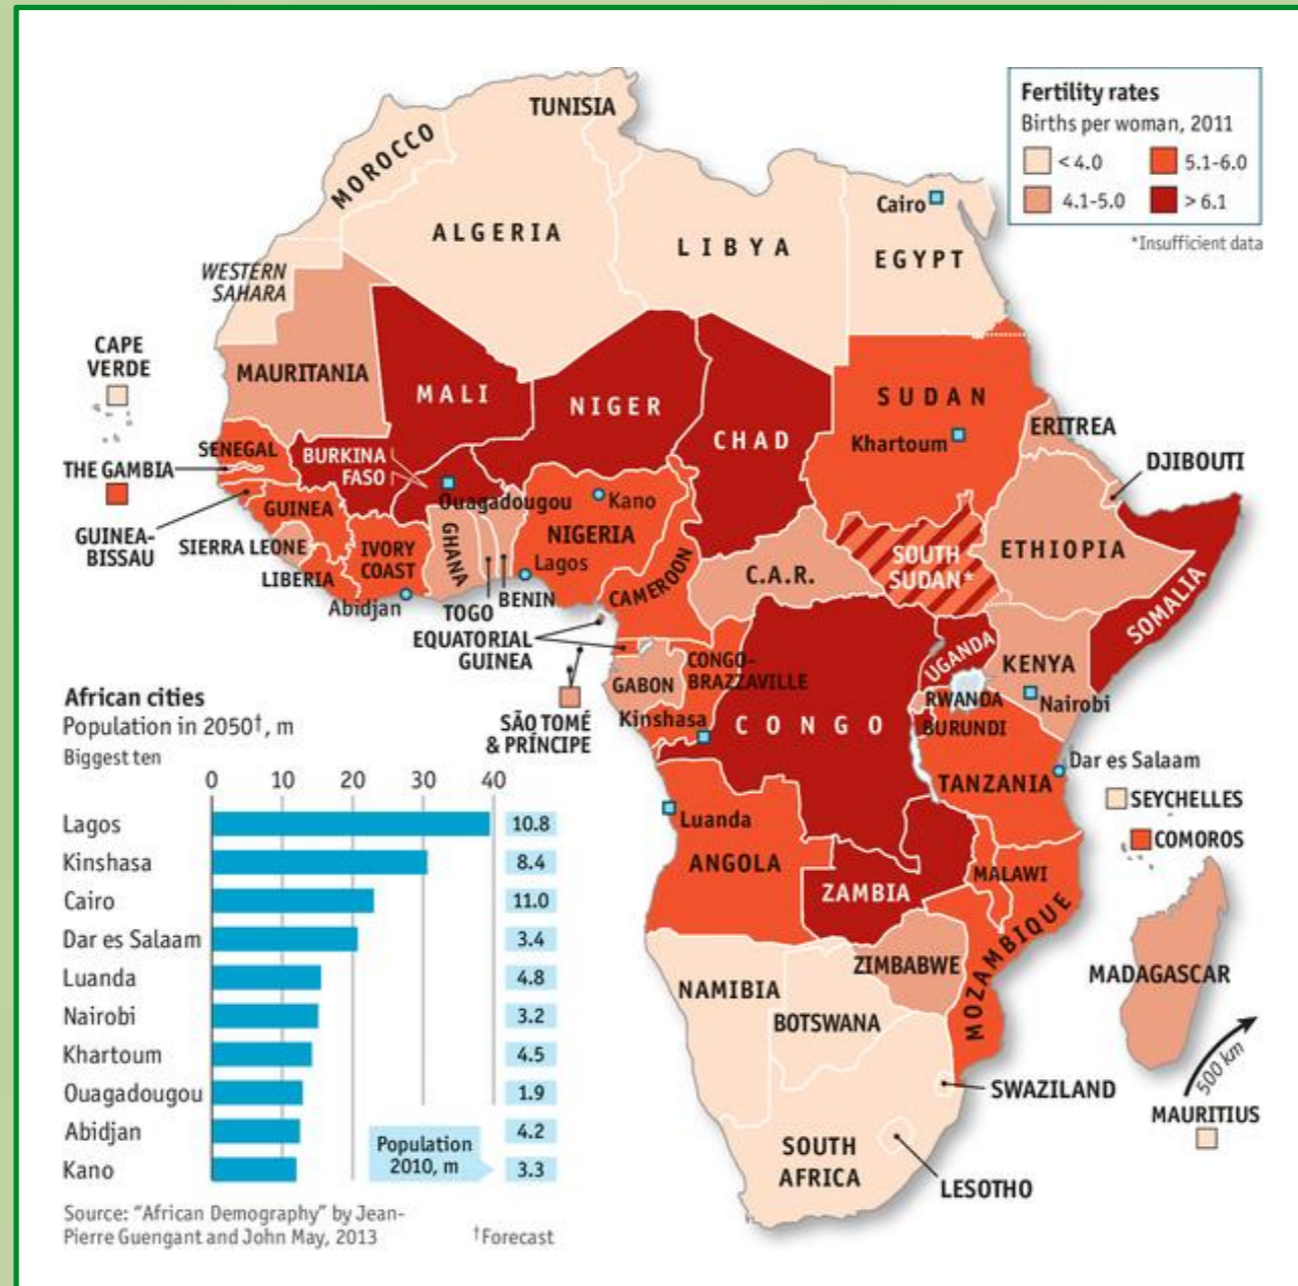 Fertility rates
Births per woman, 2011
< 4.0
5.1-6.0
4.1-5.0
> 6.1
*Insufficient data
TUNISIA
MOROCCO
ALGERIA
LIBYA
Cairo
EGYPT
WESTERN
SAHARA
CAPE
VERDE
MAURITANIA
MALI
NIGER
CHAD
SUDAN
Khartoum
ERITREA
DJIBOUTI
SENEGAL
THE GAMBIA
BURKINA
FASO
Ouagadougou
Kano
GUINEA-
BISSAU
GUINEA
SIERRA LEONE
LIBERIA
IVORY
COAST
Abidjan
GHANA
TOGO
BENIN
NIGERIA
Lagos
CAMEROON
C.A.R.
SOUTH
SUDAN*
ETHIOPIA
SOMALIA
EQUATORIAL
GUINEA
SÃO TOMÉ
& PRÍNCIPE
GABON
CONGO-
BRAZZAVILLE
Kinshasa
CONGO
UGANDA
KENYA
Nairobi
RWANDA
BURUNDI
TANZANIA
Dar es Salaam
SEYCHELLES
COMOROS
Luanda
ANGOLA
ZAMBIA
MALAWI
MOZAMBIQUE
ZIMBABWE
NAMIBIA
BOTSWANA
MADAGASCAR
500 km
MAURITIUS
SWAZILAND
SOUTH
AFRICA
LESOTHO
African cities
Population in 2050†, m
Biggest ten
0 10 20 30 40
Lagos 10.8
Kinshasa 8.4
Cairo 11.0
Dar es Salaam 3.4
Luanda 4.8
Nairobi 3.2
Khartoum 4.5
Ouagadougou 1.9
Abidjan 4.2
Kano 3.3
Population
2010, m
Source: "African Demography" by Jean-
Pierre Guengant and John May, 2013
†Forecast